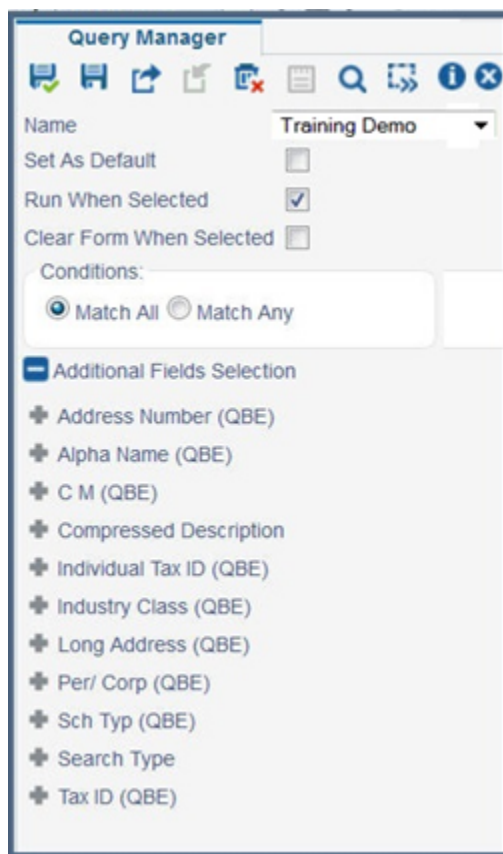 Query Manager
Name Training Demo
Set As Default
Run When Selected
Clear Form When Selected
Conditions:
Match All Match Any
Additional Fields Selection
Address Number (QBE)
Alpha Name (QBE)
C M (QBE)
Compressed Description
Individual Tax ID (QBE)
Industry Class (QBE)
Long Address (QBE)
Per/ Corp (QBE)
Sch Typ (QBE)
Search Type
Tax ID (QBE)